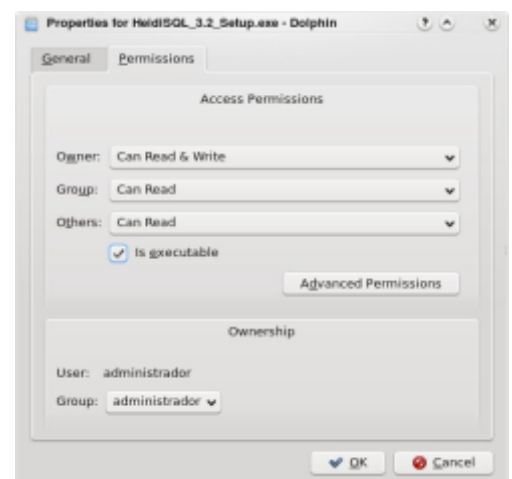 Properties for HeidiSQL_3.2_Setup.exe - Dolphin
General Permissions
Access Permissions
Owner: Can Read & Write
Group: Can Read
Others: Can Read
Is executable
Advanced Permissions
Ownership
User: administrador
Group: administrador
OK Cancel